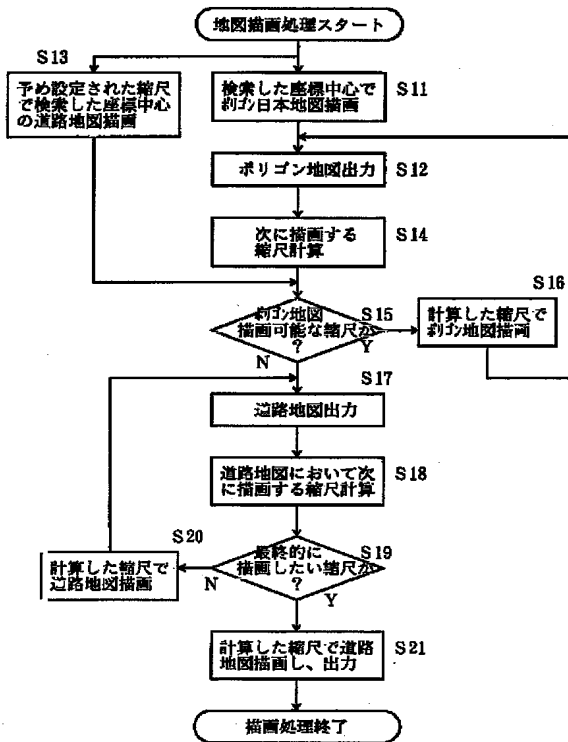 地図描画処理スタート
S13
予め設定された縮尺
で検索した座標中心
の道路地図描画
検索した座標中心で
ﾎﾟﾘｺﾞﾝ日本地図描画
S11
ポリゴン地図出力
S12
次に描画する
縮尺計算
S14
ﾎﾟﾘｺﾞﾝ地図
描画可能な縮尺か
?
S15
N
Y
S16
計算した縮尺で
ﾎﾟﾘｺﾞﾝ地図描画
S17
道路地図出力
道路地図において次
に描画する縮尺計算
S18
最終的に
描画したい縮尺か
?
S19
N
Y
S20
計算した縮尺で
道路地図描画
計算した縮尺で道路
地図描画し、出力
S21
描画処理終了